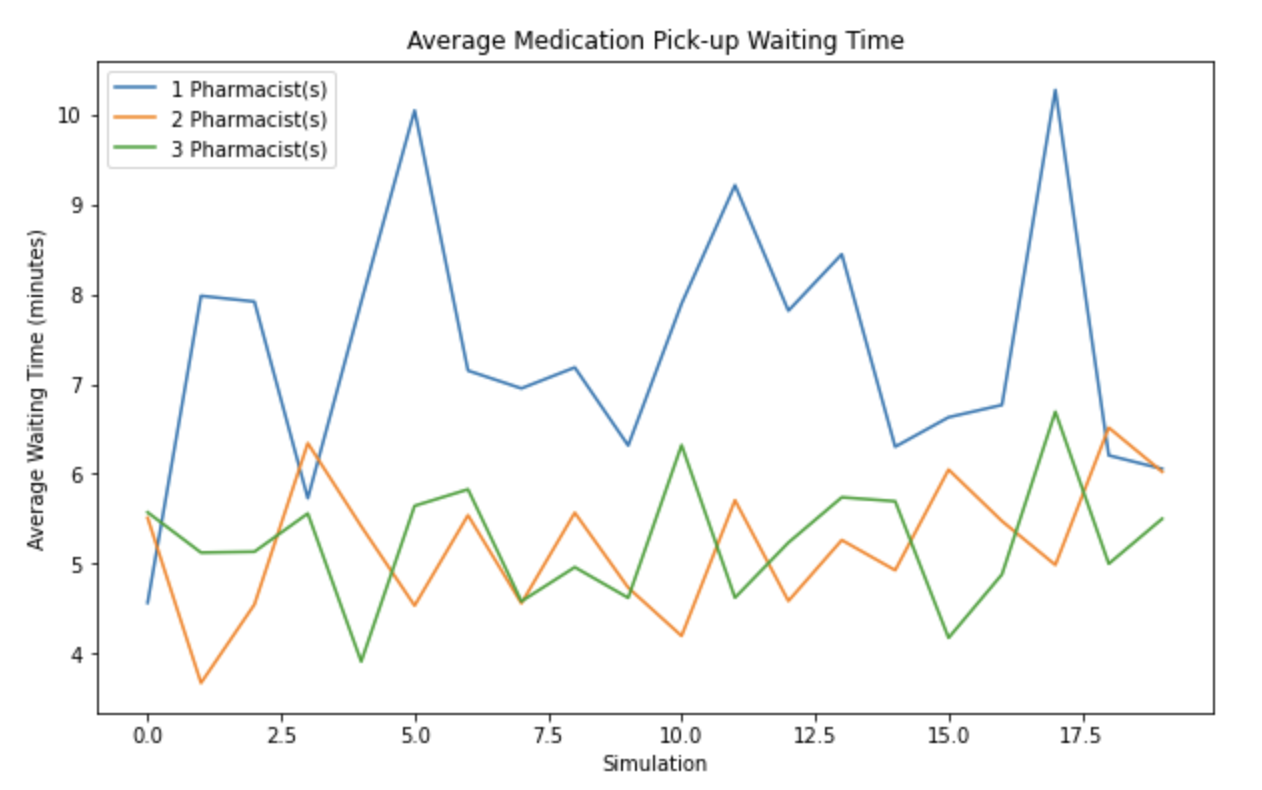 Average Medication Pick-up Waiting Time
1 Pharmacist(s)
2 Pharmacist(s)
3 Pharmacist(s)
Average Waiting Time (minutes)
10
9
8
7
6
5
4
0.0 2.5 5.0 7.5 10.0 12.5 15.0 17.5
Simulation